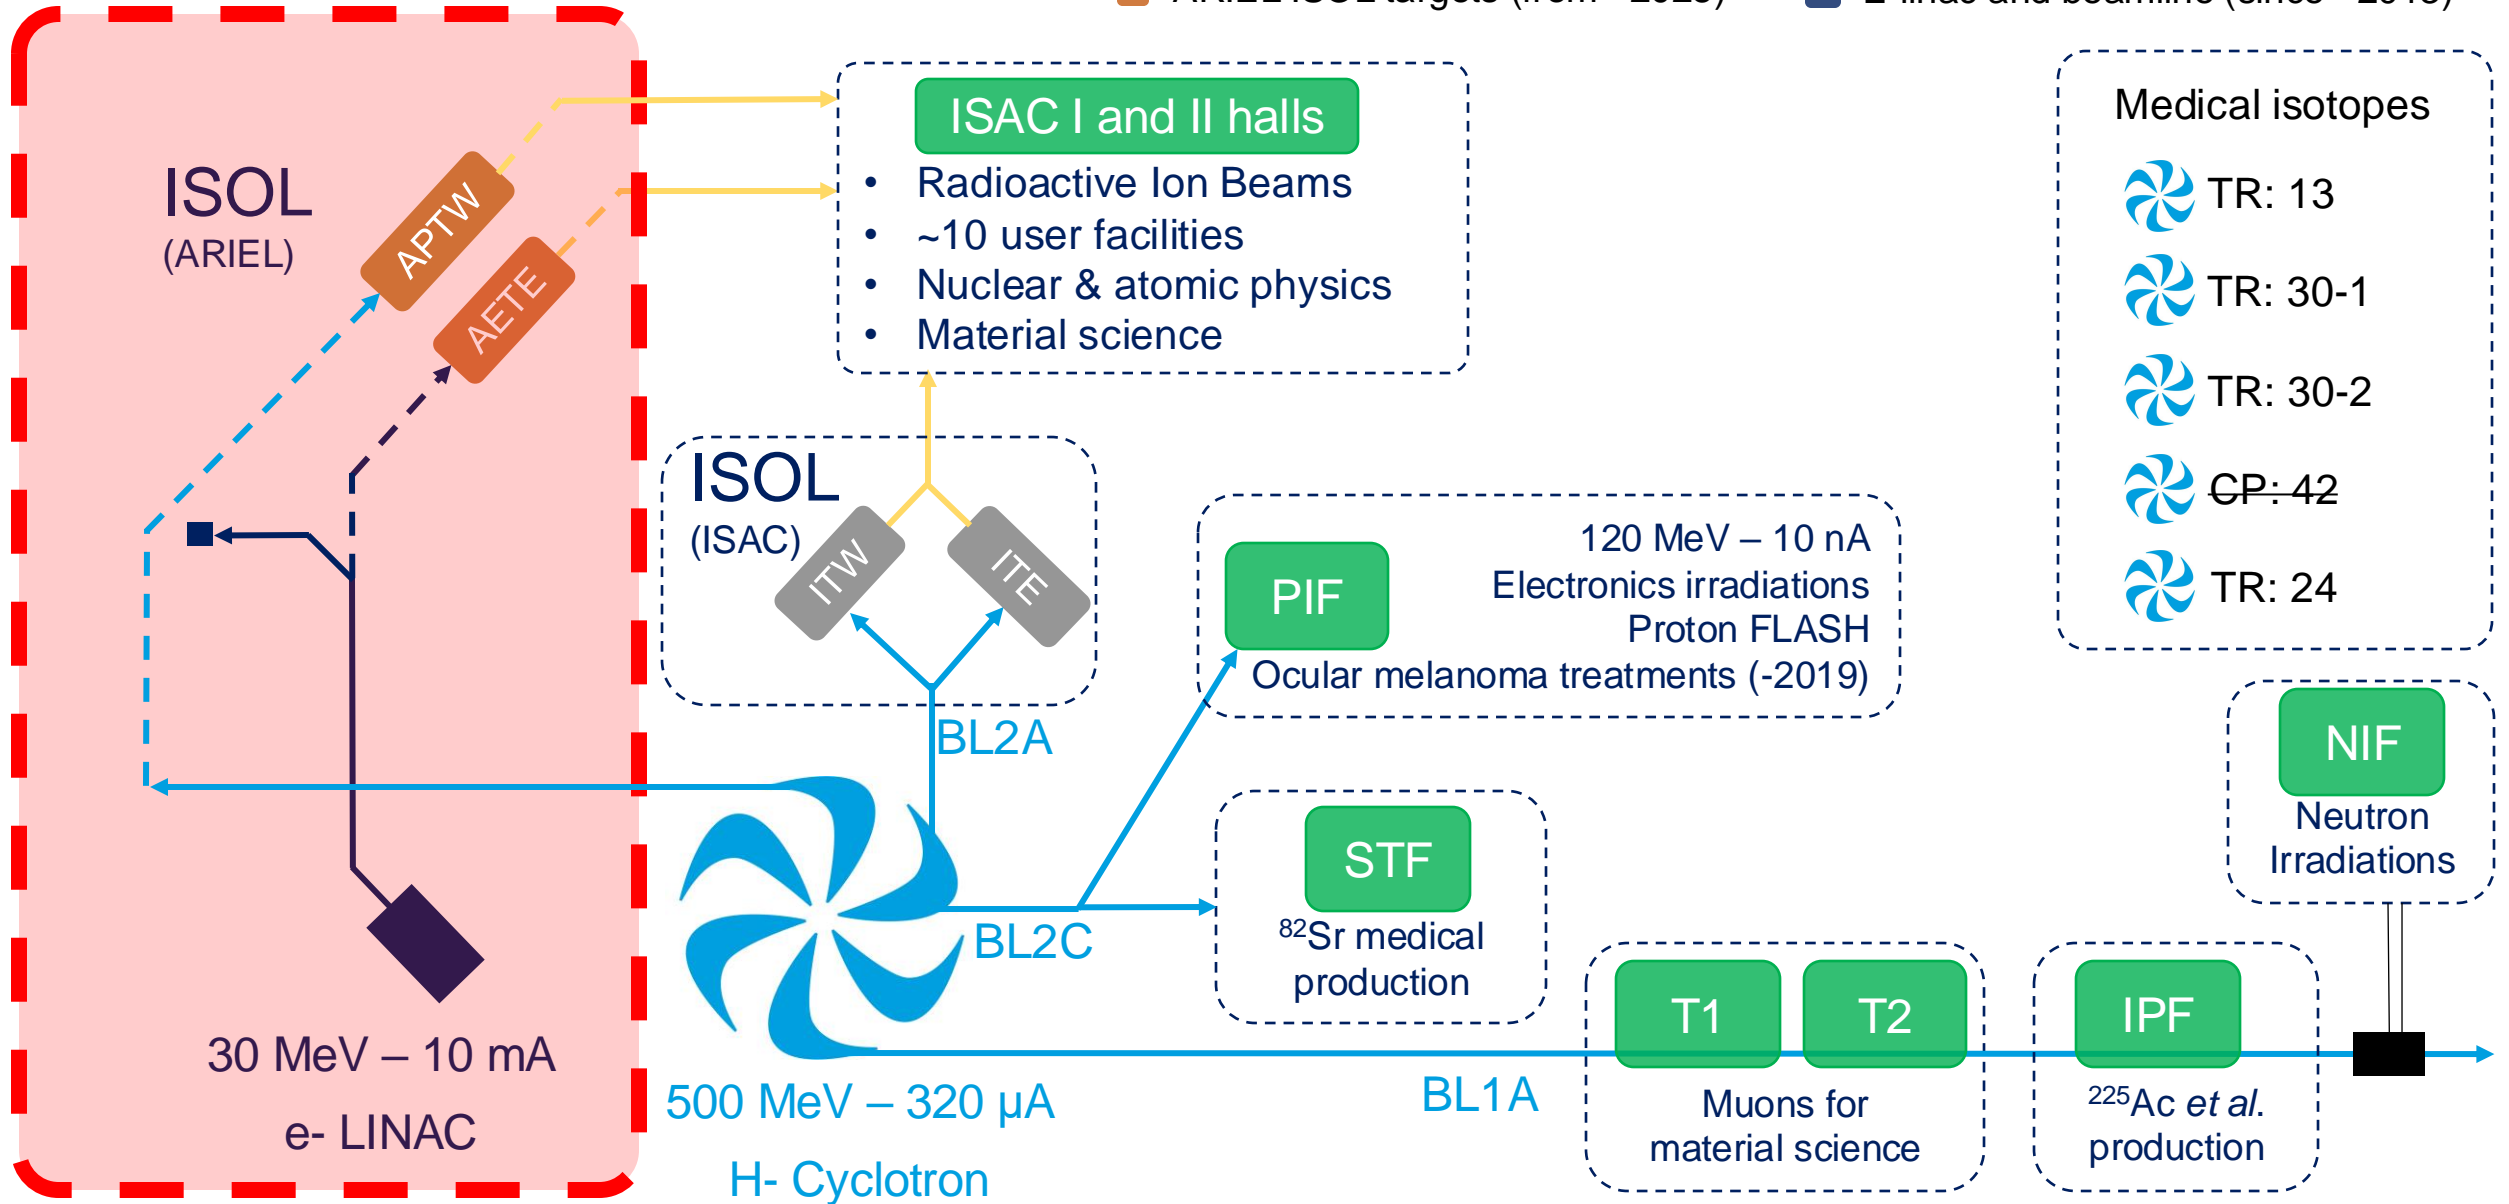 ISAC I and II halls
• Radioactive Ion Beams
• ~10 user facilities
• Nuclear & atomic physics
• Material science
Medical isotopes
TR: 13
TR: 30-1
TR: 30-2
CP: 42
TR: 24
ISOL
(ARIEL)
APTW
AETE
ISOL
(ISAC)
ITW
ITE
BL2A
PIF
120 MeV – 10 nA
Electronics irradiations
Proton FLASH
Ocular melanoma treatments (-2019)
NIF
Neutron
Irradiations
STF
⁸²Sr medical
production
BL2C
T1
T2
Muons for
material science
IPF
²²⁵Ac et al.
production
BL1A
30 MeV – 10 mA
e- LINAC
500 MeV – 320 µA
H- Cyclotron